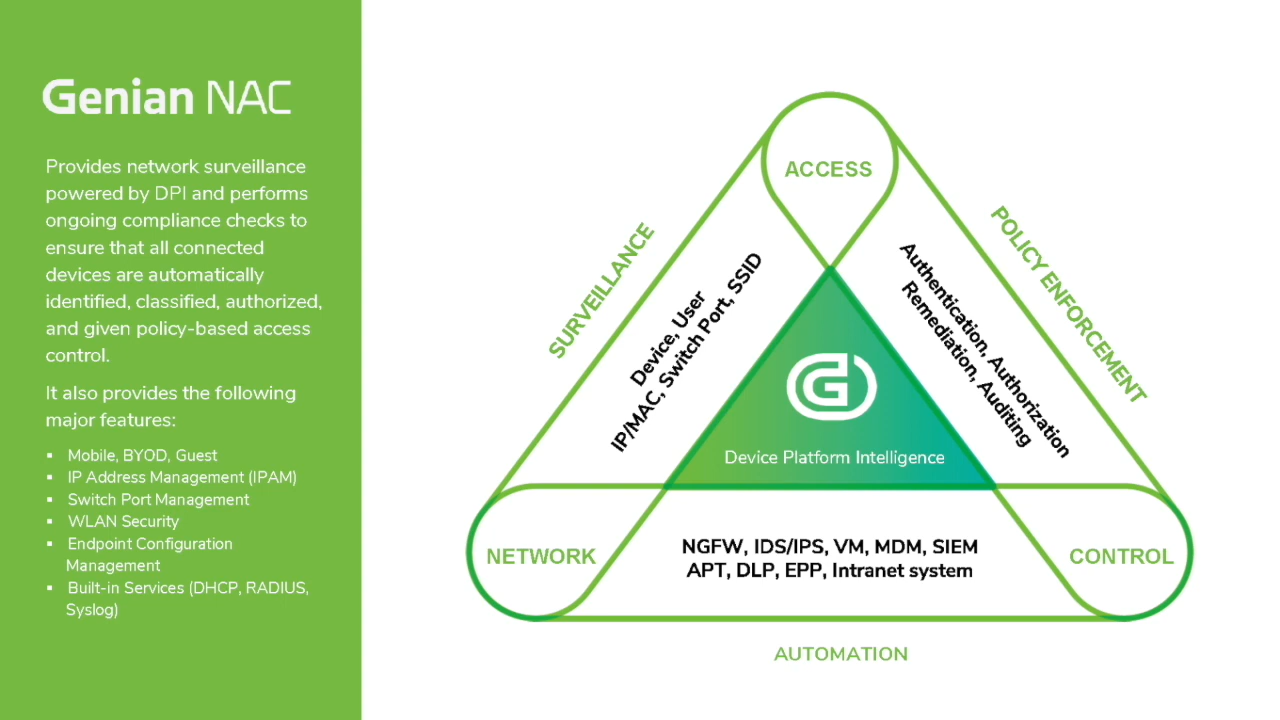 Genian NAC
Provides network surveillance
powered by DPI and performs
ongoing compliance checks to
ensure that all connected
devices are automatically
identified, classified, authorized,
and given policy-based access
control.
It also provides the following
major features:
▪ Mobile, BYOD, Guest
▪ IP Address Management (IPAM)
▪ Switch Port Management
▪ WLAN Security
▪ Endpoint Configuration
Management
▪ Built-in Services (DHCP, RADIUS,
Syslog)
ACCESS
SURVEILLANCE
Device, User
IP/MAC, Switch Port, SSID
POLICY ENFORCEMENT
Authentication, Authorization
Remediation, Auditing
G
Device Platform Intelligence
NETWORK
NGFW, IDS/IPS, VM, MDM, SIEM
APT, DLP, EPP, Intranet system
CONTROL
AUTOMATION